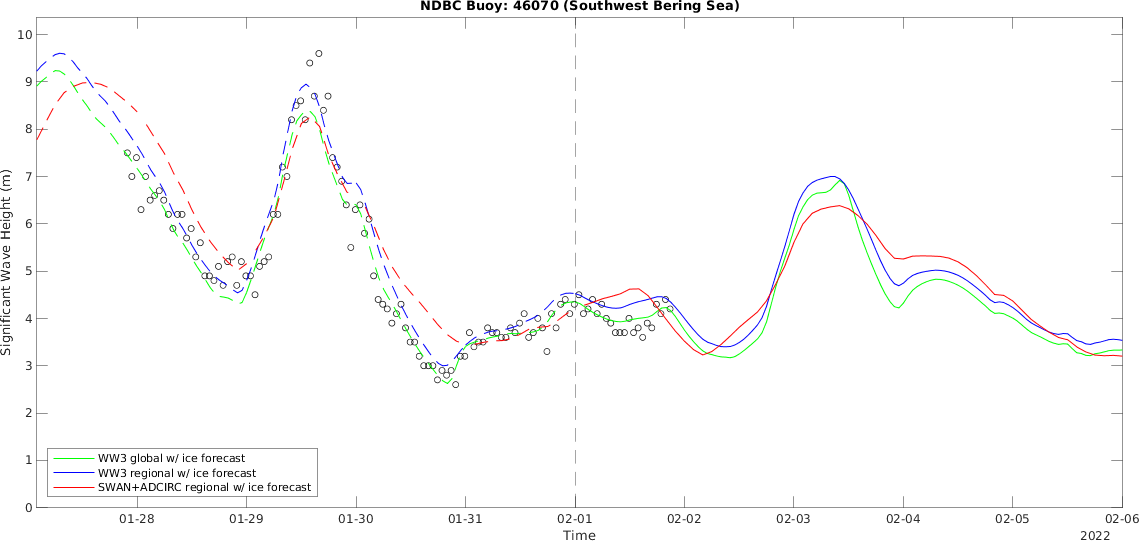 NDBC Buoy: 46070 (Southwest Bering Sea)
Significant Wave Height (m)
10
9
8
7
6
5
4
3
2
1
0
WW3 global w/ ice forecast
WW3 regional w/ ice forecast
SWAN+ADCIRC regional w/ ice forecast
01-28 01-29 01-30 01-31 02-01 02-02 02-03 02-04 02-05 02-06
Time
2022